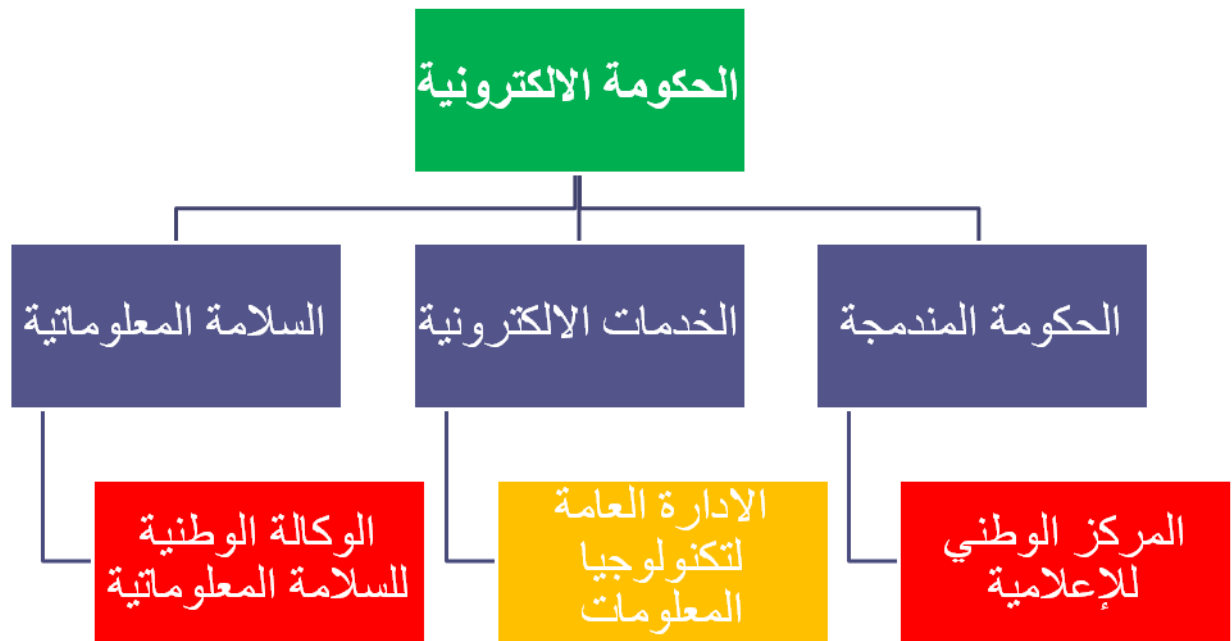 الحكومة الالكترونية
الحكومة المندمجة
الخدمات الالكترونية
السلامة المعلوماتية
المركز الوطني
للإعلامية
الادارة العامة
لتكنولوجيا
المعلومات
الوكالة الوطنية
للسلامة المعلوماتية